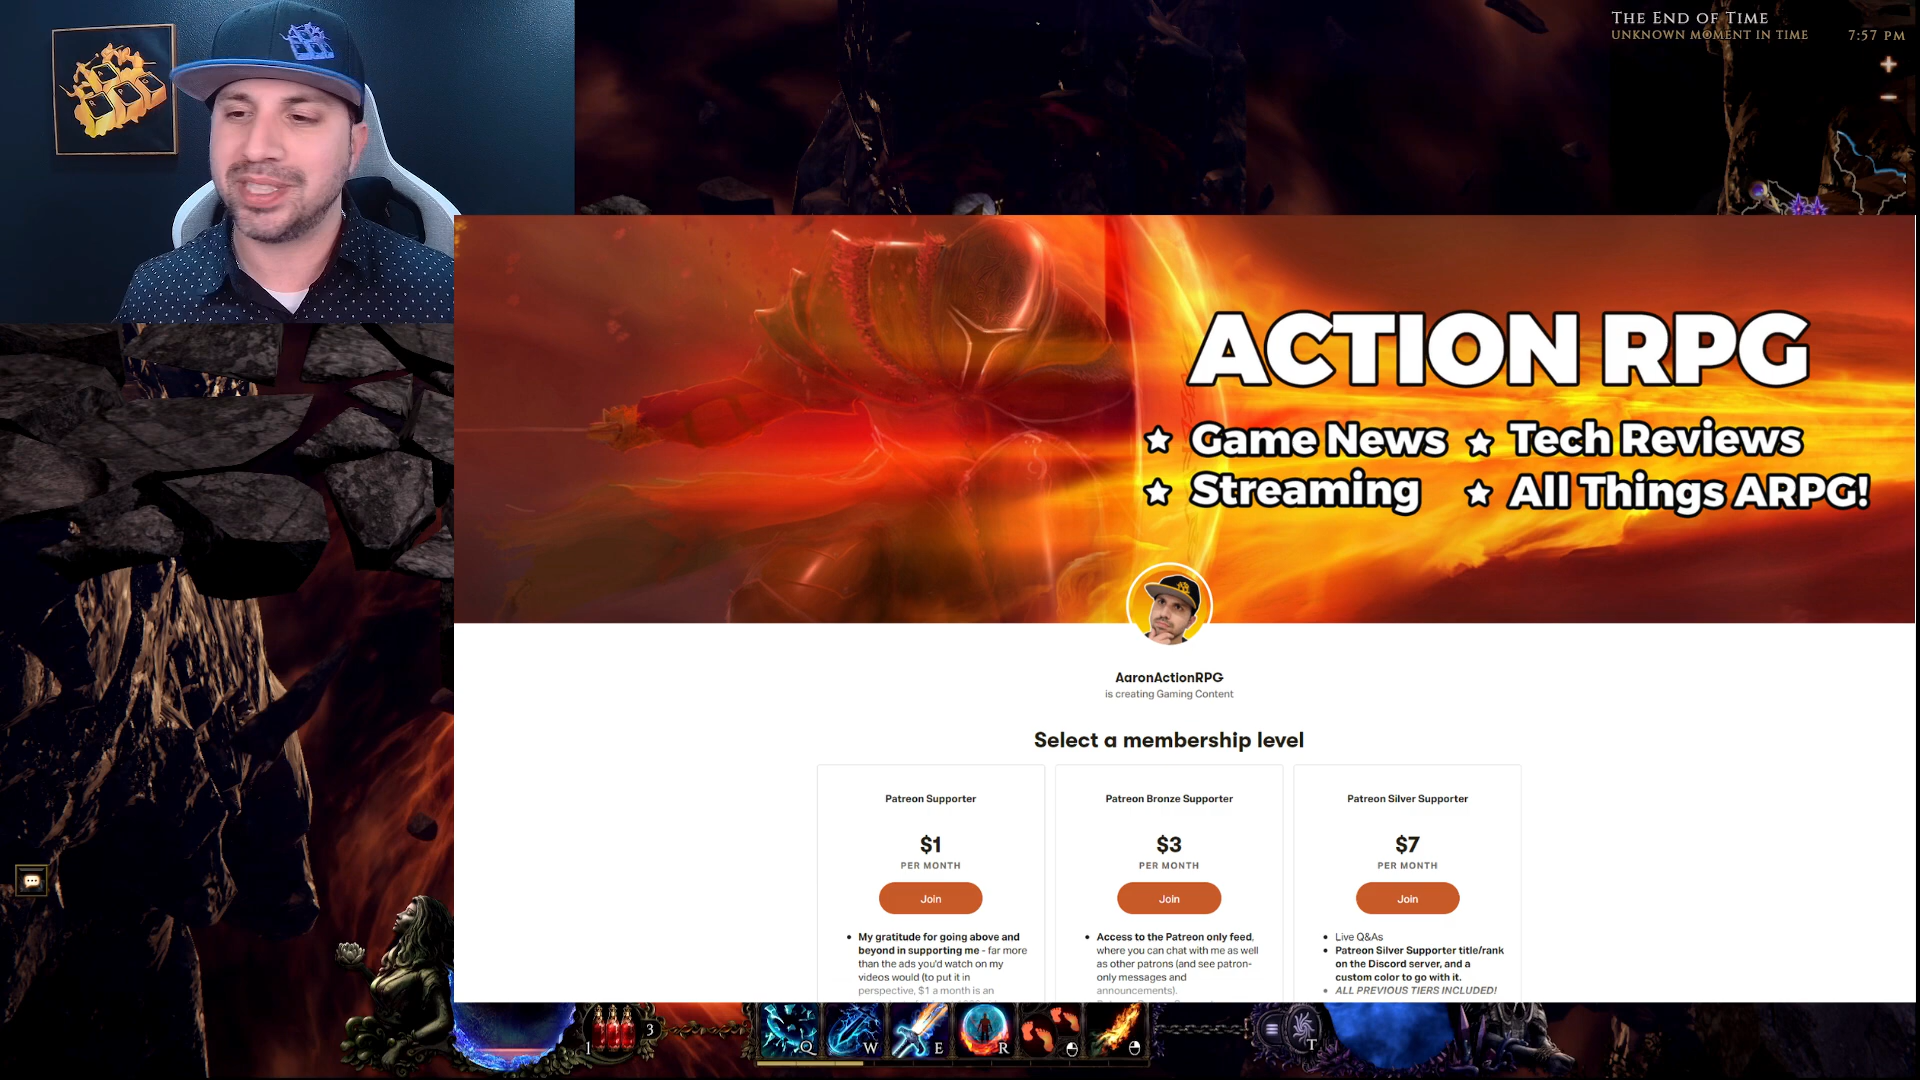 THE END OF TIME
UNKNOWN MOMENT IN TIME
7:57 PM
ACTION RPG
Game News
Tech Reviews
Streaming
All Things ARPG!
AaronActionRPG
is creating Gaming Content
Select a membership level
Patreon Supporter
$1
PER MONTH
Join
My gratitude for going above and
beyond in supporting me - far more
than the ads you'd watch on my
videos would (to put it in
perspective, $1 a month is an
Patreon Bronze Supporter
$3
PER MONTH
Join
Access to the Patreon only feed,
where you can chat with me as well
as other patrons (and see patron-
only messages and
announcements).
Patreon Silver Supporter
$7
PER MONTH
Join
Live Q&As
Patreon Silver Supporter title/rank
on the Discord server, and a
custom color to go with it.
ALL PREVIOUS TIERS INCLUDED!
1
3
Q
W
E
R
T